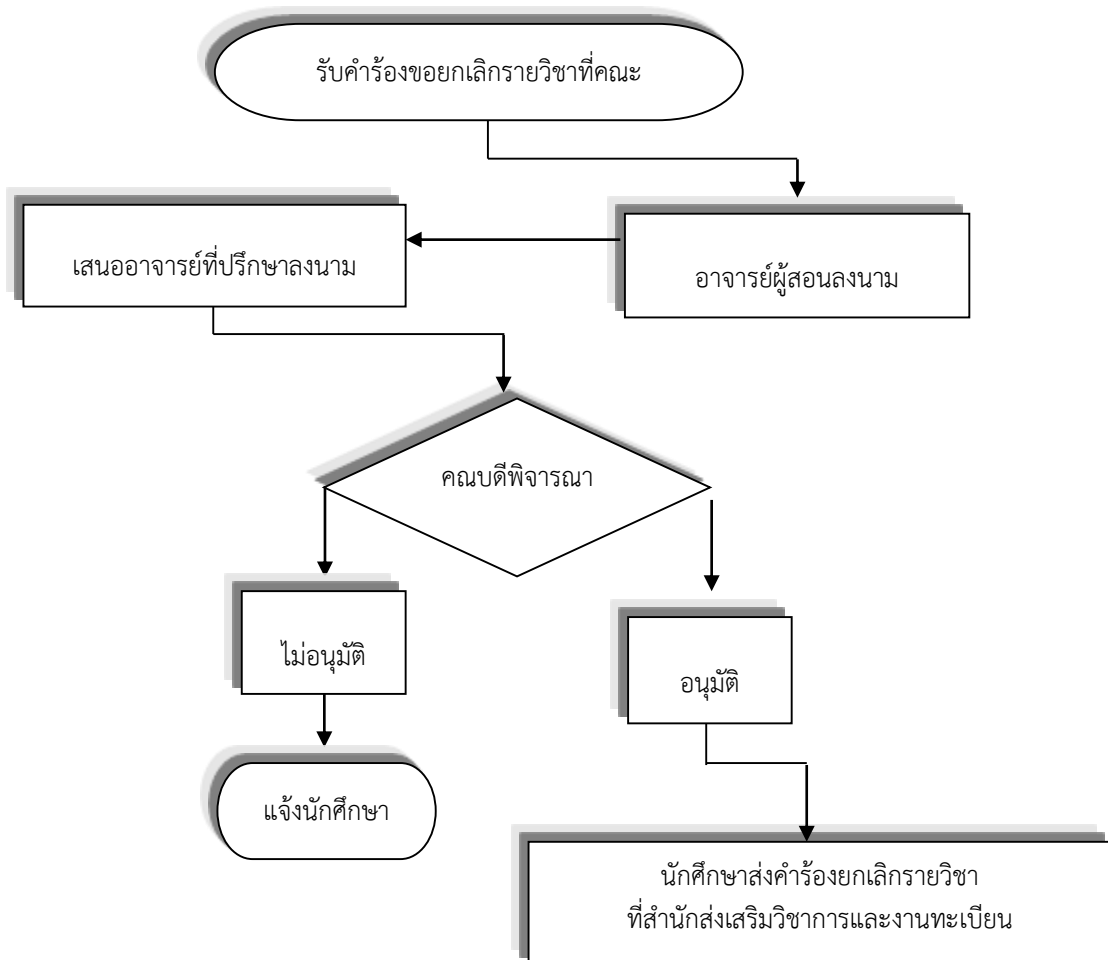 รับคำร้องขอยกเลิกรายวิชาที่คณะ
อาจารย์ผู้สอนลงนาม
เสนออาจารย์ที่ปรึกษาลงนาม
คณบดีพิจารณา
ไม่อนุมัติ
อนุมัติ
แจ้งนักศึกษา
นักศึกษาส่งคำร้องยกเลิกรายวิชา
ที่สำนักส่งเสริมวิชาการและงานทะเบียน